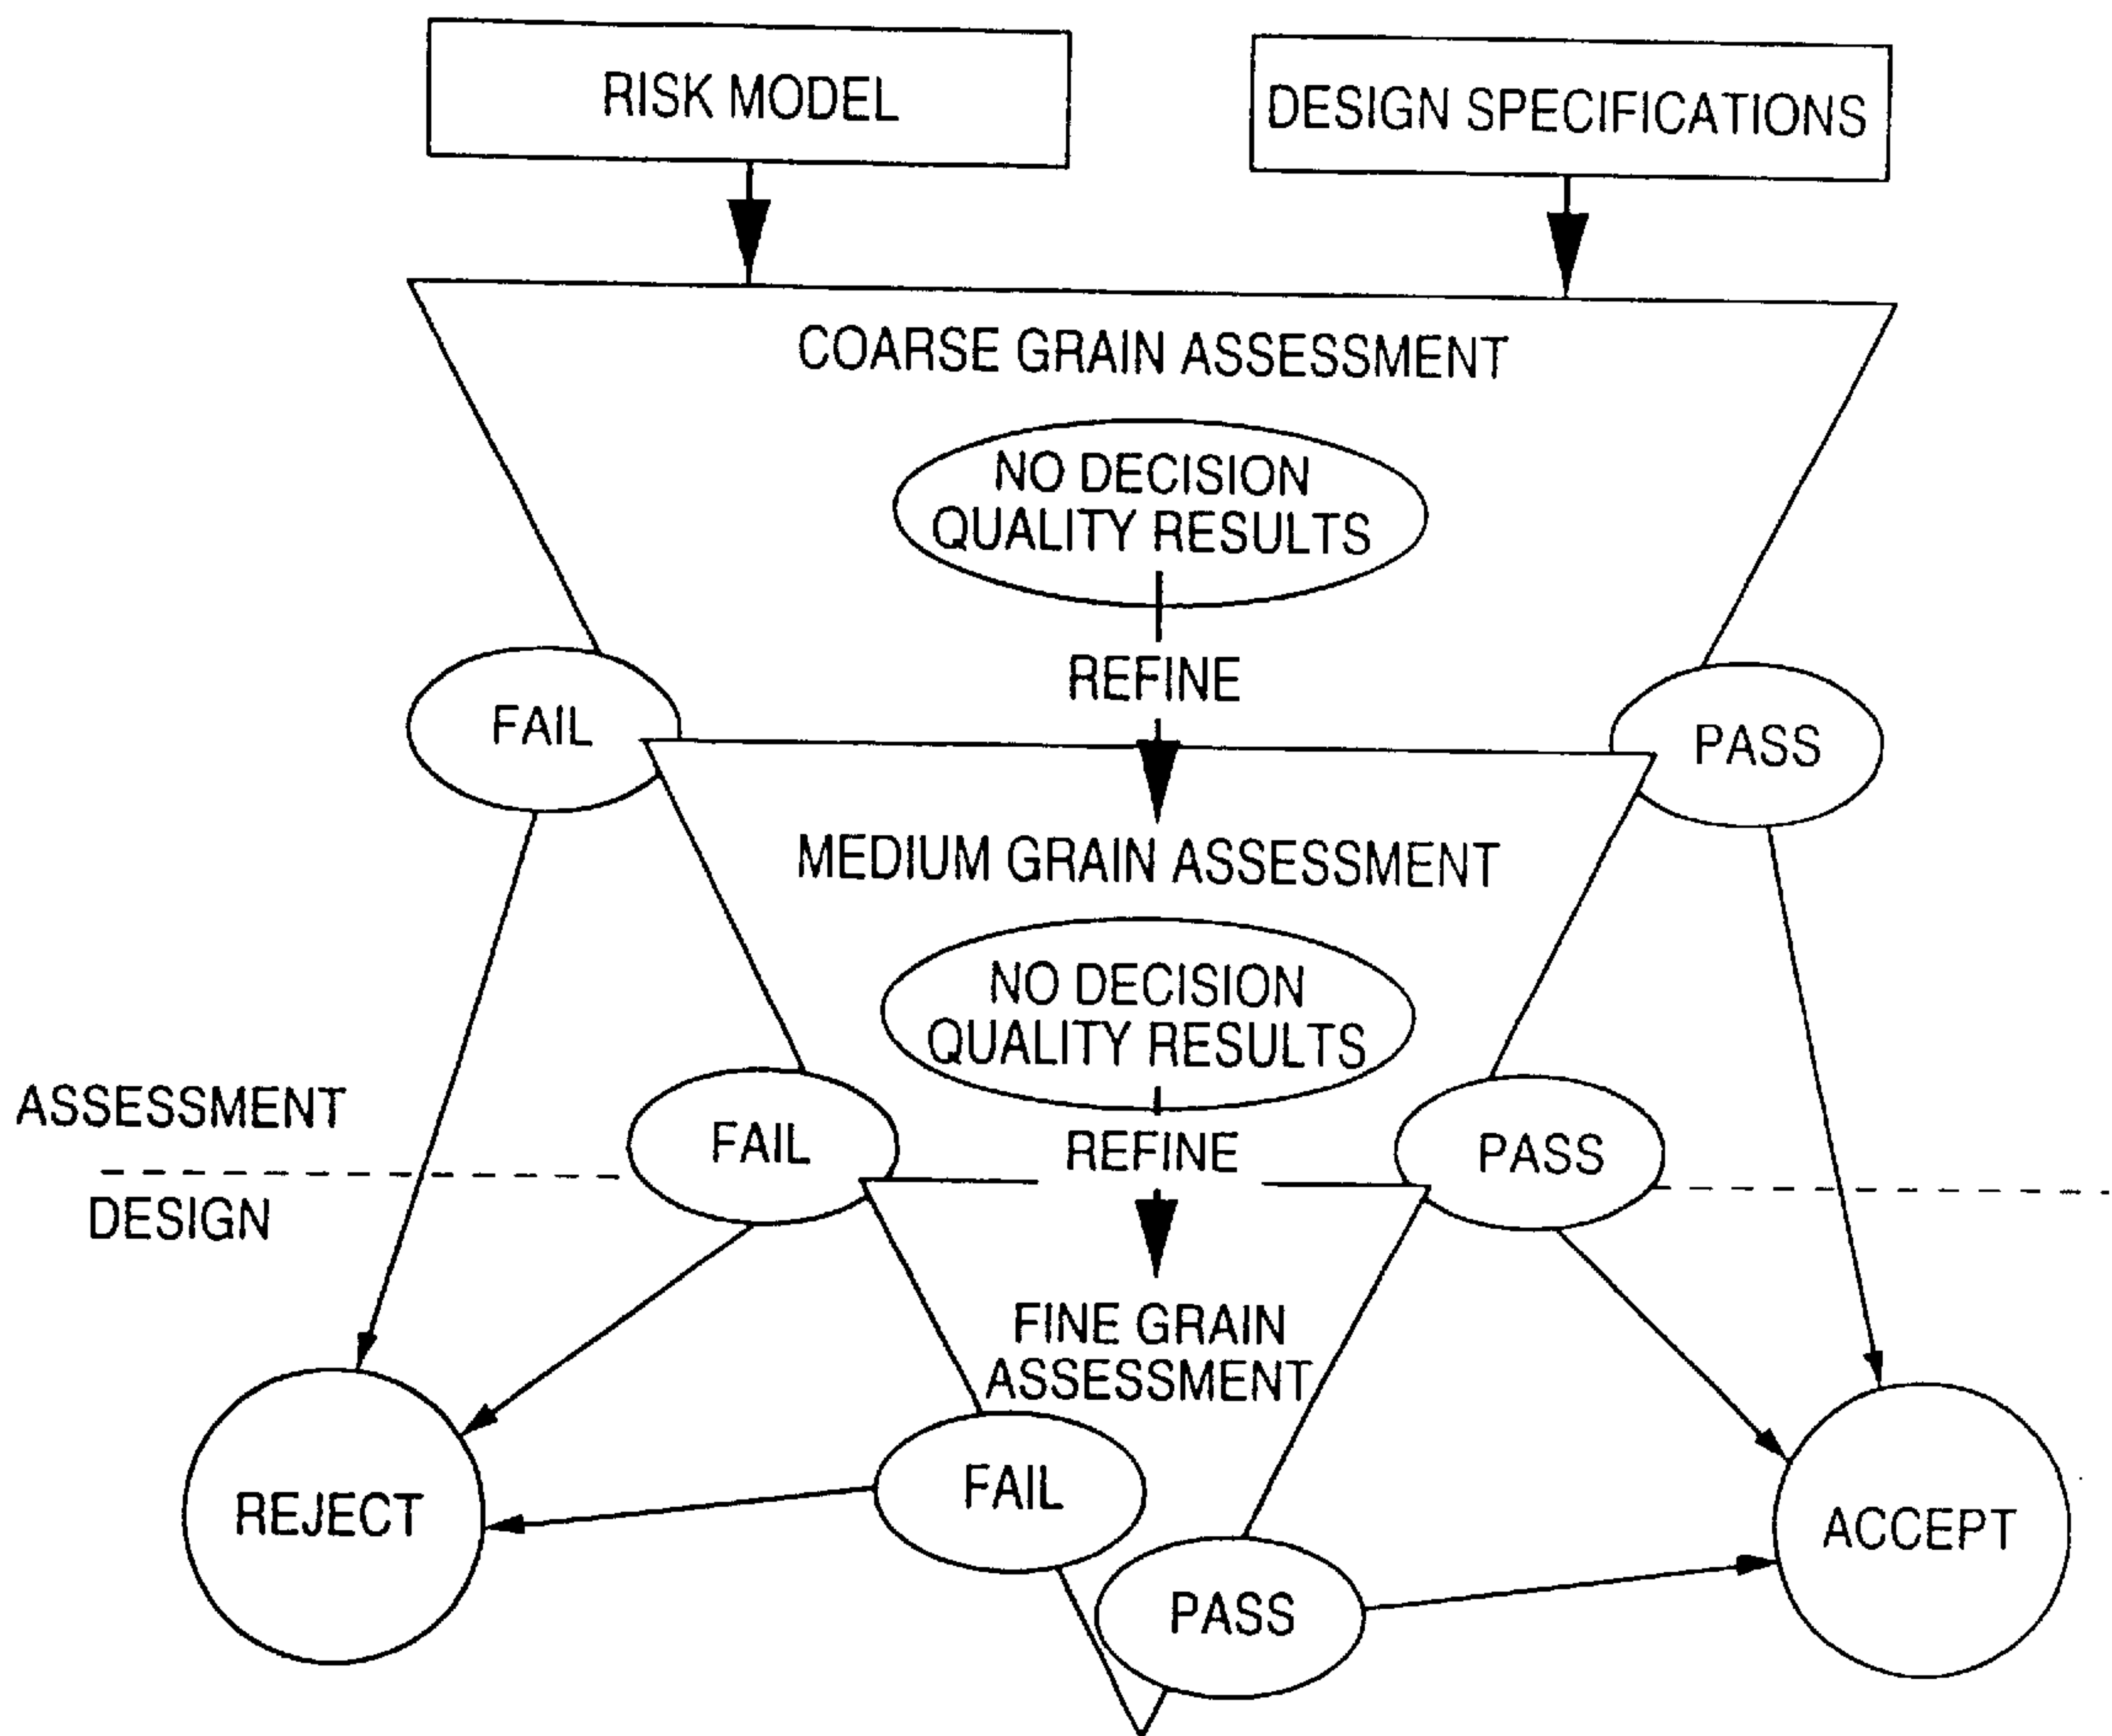 RISK MODEL
DESIGN SPECIFICATIONS
COARSE GRAIN ASSESSMENT
NO DECISION
QUALITY RESULTS
REFINE
FAIL
PASS
MEDIUM GRAIN ASSESSMENT
NO DECISION
QUALITY RESULTS
ASSESSMENT
FAIL
REFINE
PASS
DESIGN
FINE GRAIN
ASSESSMENT
FAIL
REJECT
ACCEPT
PASS